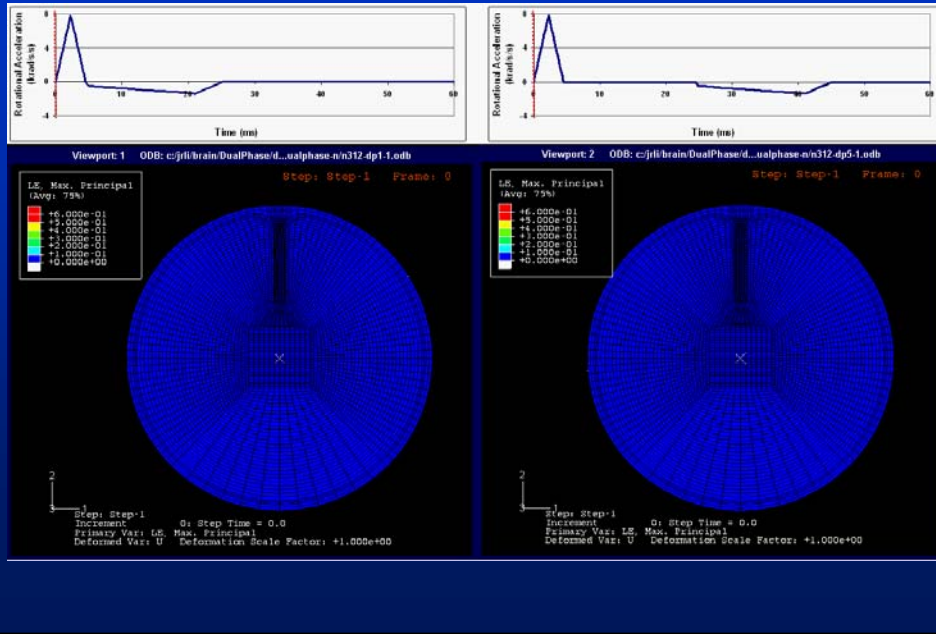 Rotational Acceleration
(krad/s/s)
8
4
0
-4
0
10
20
30
40
50
60
Time (ms)
Rotational Acceleration
(krad/s/s)
8
4
0
-4
0
10
20
30
40
50
60
Time (ms)
Viewport: 1 ODB: c:/jrli/brain/DualPhase/d...ualphase-n/n312-dp1-1.odb
Step: Step-1 Frame: 0
LE, Max. Principal
(Avg: 75%)
+6.000e-01
+5.000e-01
+4.000e-01
+3.000e-01
+2.000e-01
+1.000e-01
+0.000e+00
2
3
1
Step: Step-1
Increment 0: Step Time = 0.0
Primary Var: LE, Max. Principal
Deformed Var: U Deformation Scale Factor: +1.000e+00
Viewport: 2 ODB: c:/jrli/brain/DualPhase/d...ualphase-n/n312-dp5-1.odb
Step: Step-1 Frame: 0
LE, Max. Principal
(Avg: 75%)
+6.000e-01
+5.000e-01
+4.000e-01
+3.000e-01
+2.000e-01
+1.000e-01
+0.000e+00
2
3
1
Step: Step-1
Increment 0: Step Time = 0.0
Primary Var: LE, Max. Principal
Deformed Var: U Deformation Scale Factor: +1.000e+00